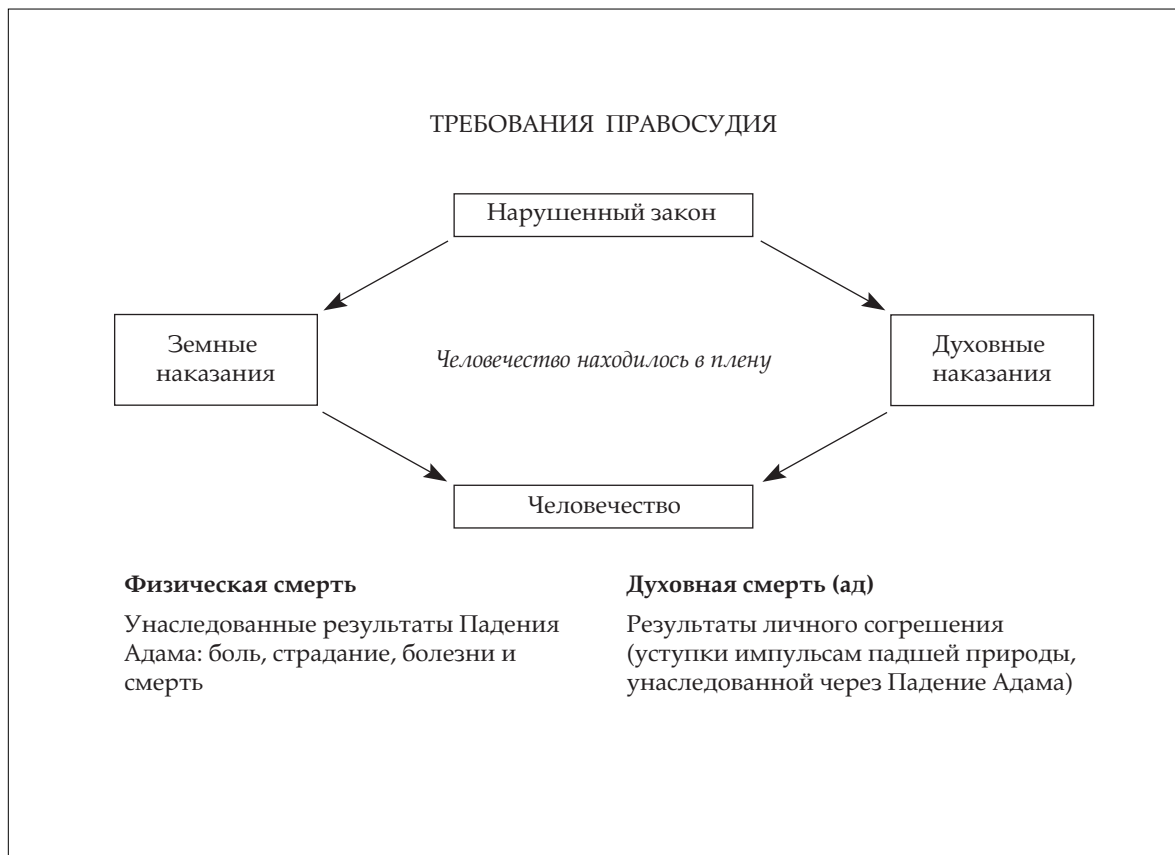 ТРЕБОВАНИЯ ПРАВОСУДИЯ
Нарушенный закон
Земные
наказания
Человечество находилось в плену
Духовные
наказания
Человечество
Физическая смерть
Унаследованные результаты Падения
Адама: боль, страдание, болезни и
смерть
Духовная смерть (ад)
Результаты личного согрешения
(уступки импульсам падшей природы,
унаследованной через Падение Адама)